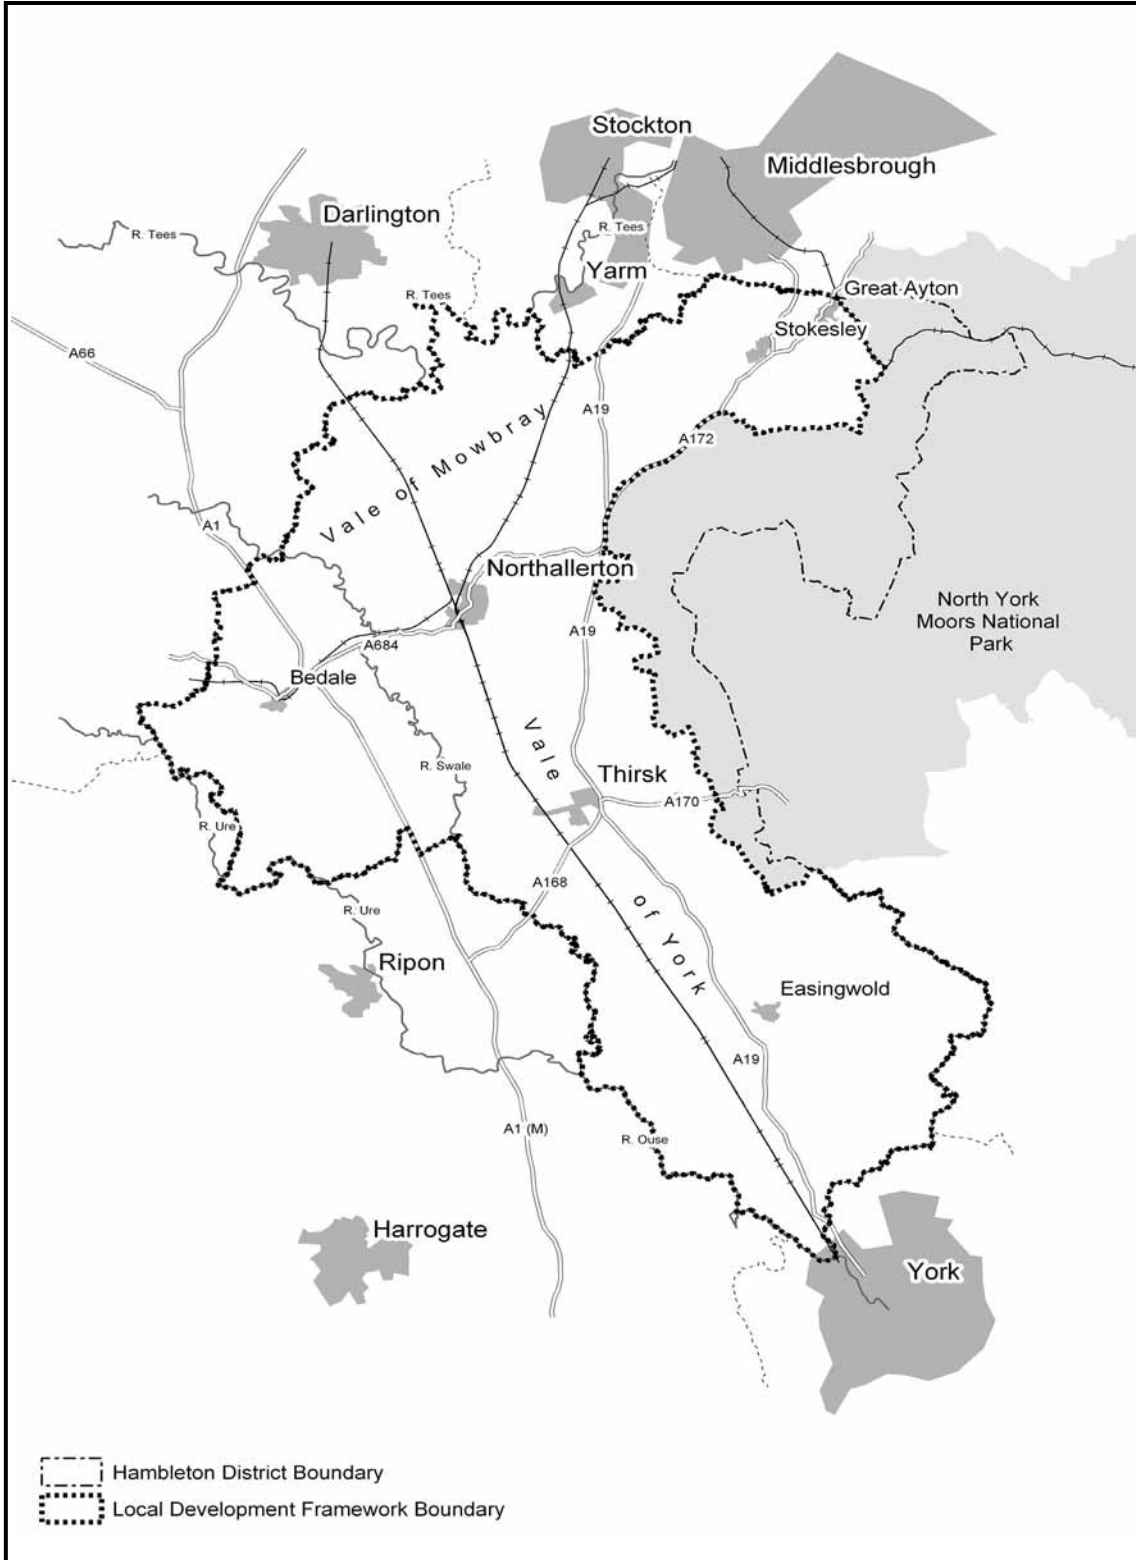 Stockton
Middlesbrough
Darlington
R. Tees
R. Tees
Yarm
R. Tees
Great Ayton
Stokesley
A66
A19
A172
Vale of Mowbray
A1
Northallerton
North York
Moors National
Park
A19
A684
Bedale
Vale
of York
R. Swale
Thirsk
A170
R. Ure
A168
R. Ure
Ripon
Easingwold
A19
A1 (M)
R. Ouse
Harrogate
York
Hambleton District Boundary
Local Development Framework Boundary